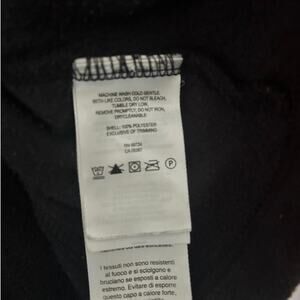 MACHINE WASH COLD GENTLE,
WITH LIKE COLORS, DO NOT BLEACH,
TUMBLE DRY LOW,
REMOVE PROMPTLY, DO NOT IRON,
DRYCLEANABLE
SHELL: 100% POLYESTER
EXCLUSIVE OF TRIMMING
P
I tessuti non sono resistenti
al fuoco e si sciolgono e
bruciano se esposti a calore
estremo. Evitare di esporre
questo capo a calore forte,